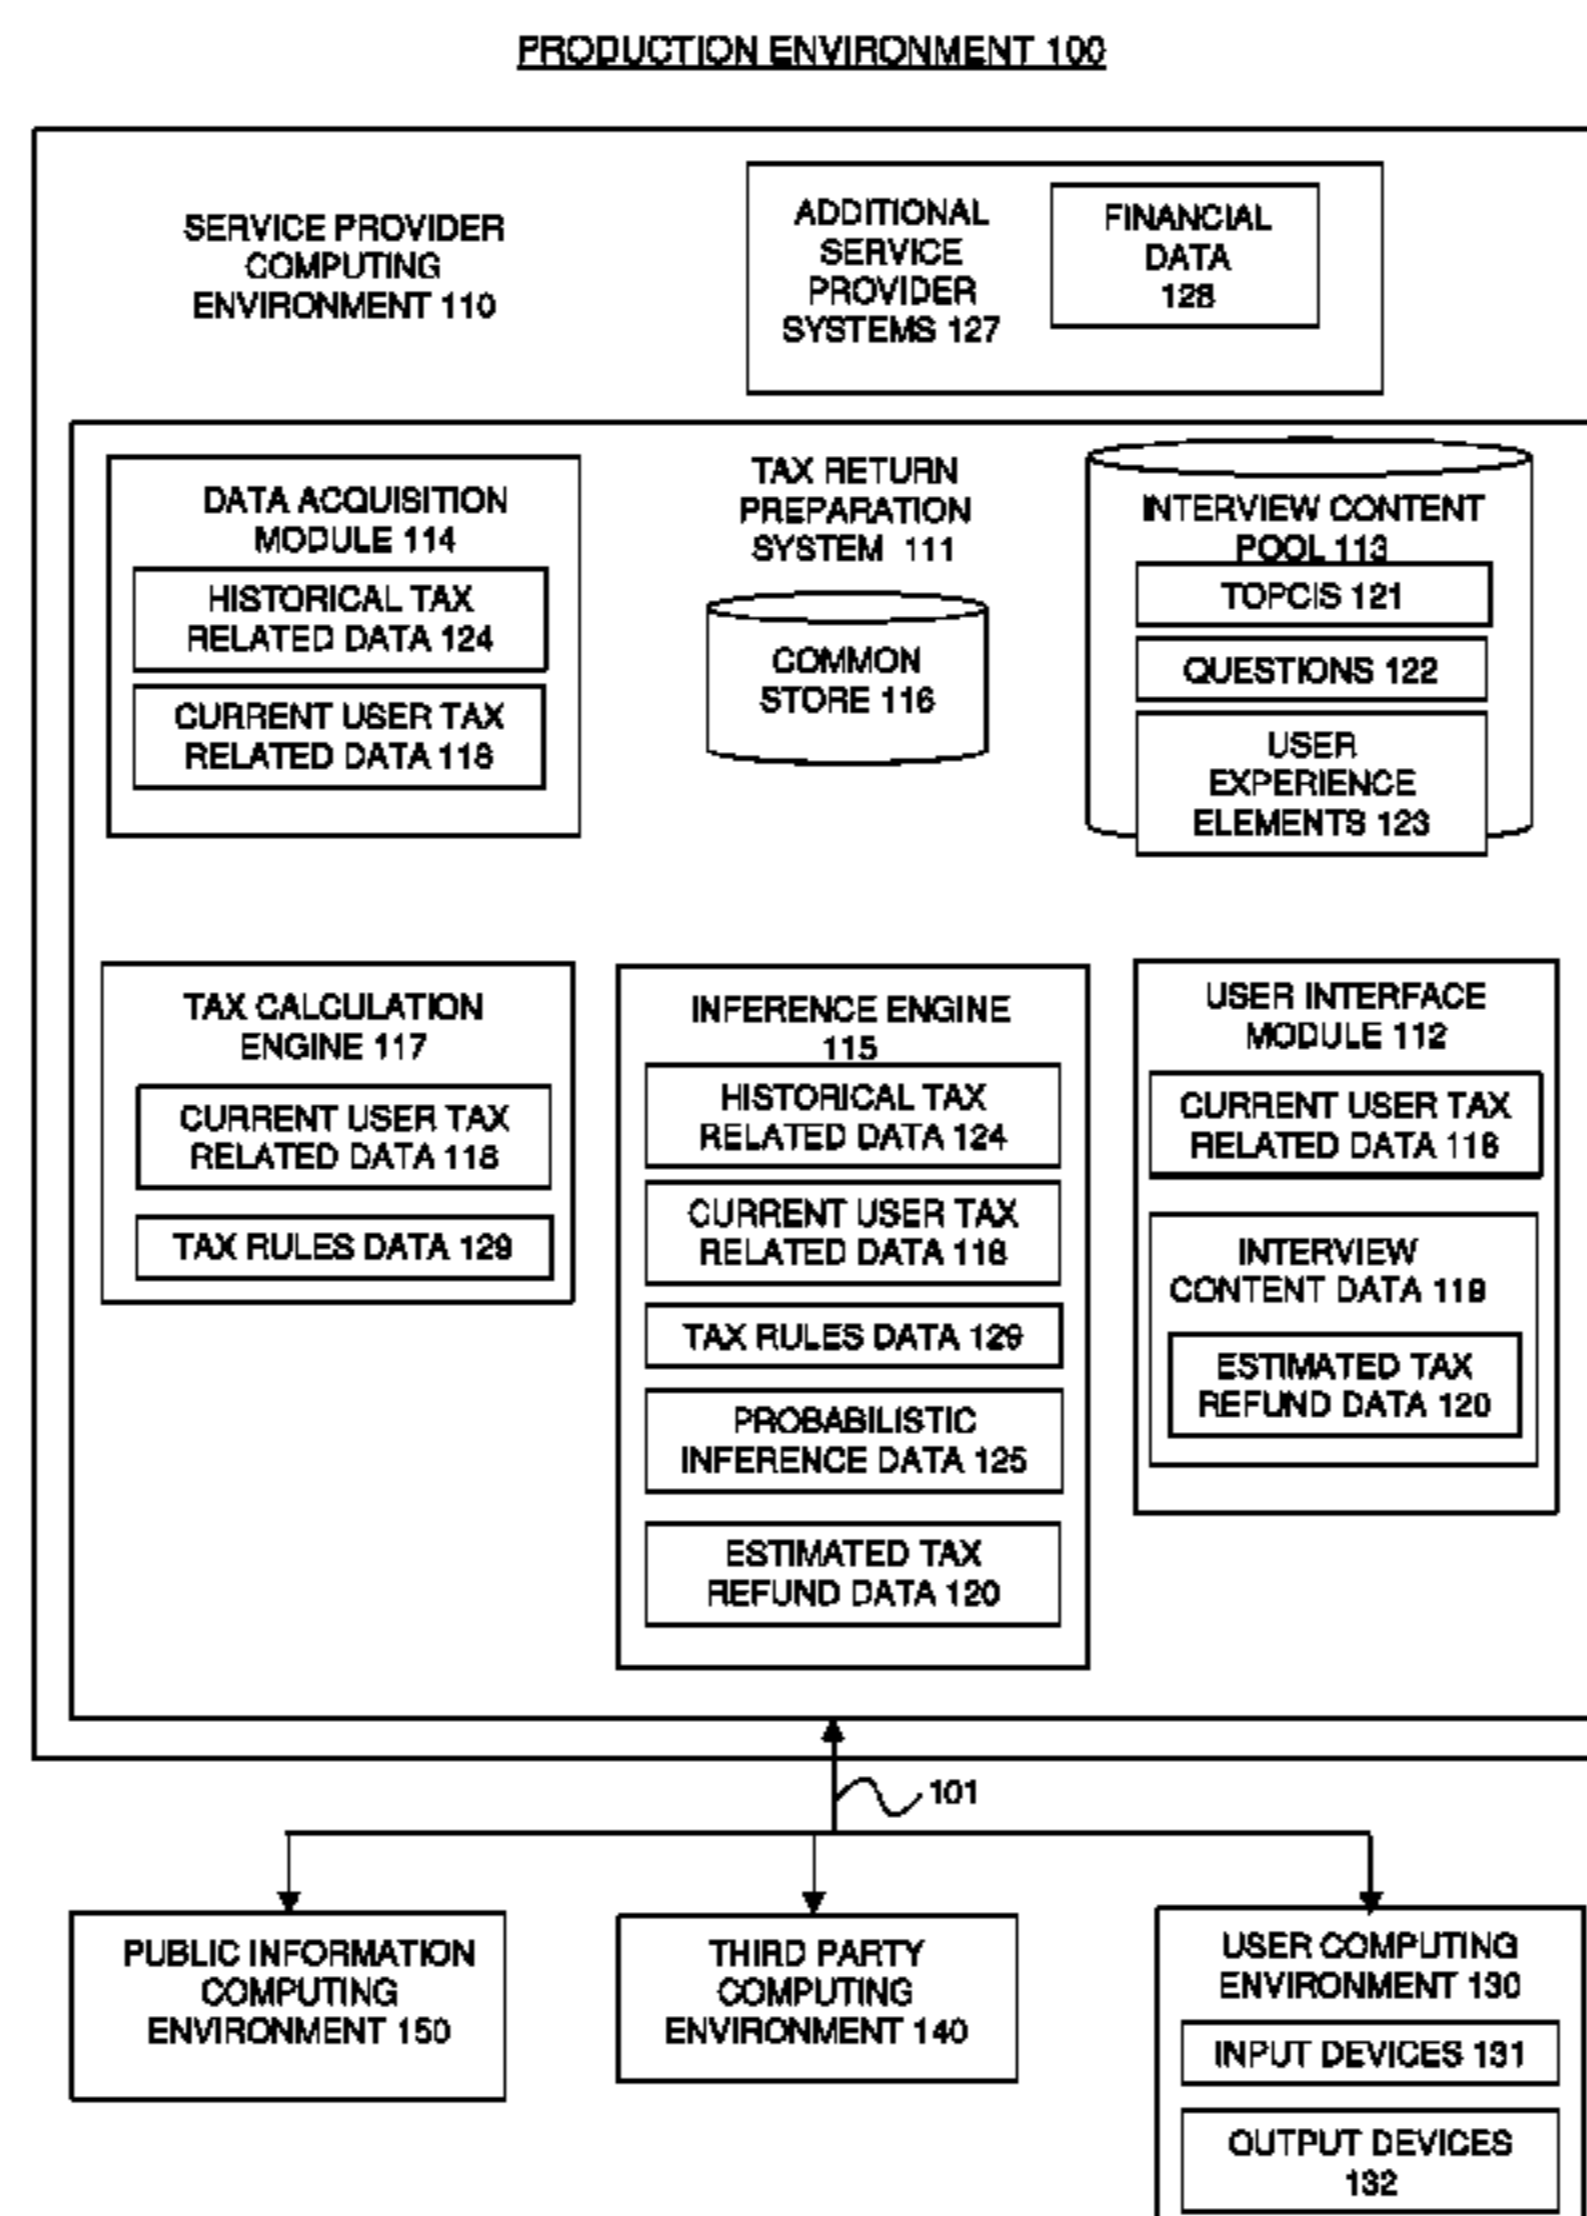 PRODUCTION ENVIRONMENT 100
SERVICE PROVIDER
COMPUTING
ENVIRONMENT 110
ADDITIONAL
SERVICE
PROVIDER
SYSTEMS 127
FINANCIAL
DATA
128
DATA ACQUISITION
MODULE 114
HISTORICAL TAX
RELATED DATA 124
CURRENT USER TAX
RELATED DATA 118
TAX RETURN
PREPARATION
SYSTEM 111
COMMON
STORE 116
INTERVIEW CONTENT
POOL 113
TOPCIS 121
QUESTIONS 122
USER
EXPERIENCE
ELEMENTS 123
TAX CALCULATION
ENGINE 117
CURRENT USER TAX
RELATED DATA 118
TAX RULES DATA 129
INFERENCE ENGINE
115
HISTORICAL TAX
RELATED DATA 124
CURRENT USER TAX
RELATED DATA 118
TAX RULES DATA 129
PROBABILISTIC
INFERENCE DATA 125
ESTIMATED TAX
REFUND DATA 120
USER INTERFACE
MODULE 112
CURRENT USER TAX
RELATED DATA 118
INTERVIEW
CONTENT DATA 119
ESTIMATED TAX
REFUND DATA 120
101
PUBLIC INFORMATION
COMPUTING
ENVIRONMENT 150
THIRD PARTY
COMPUTING
ENVIRONMENT 140
USER COMPUTING
ENVIRONMENT 130
INPUT DEVICES 131
OUTPUT DEVICES
132